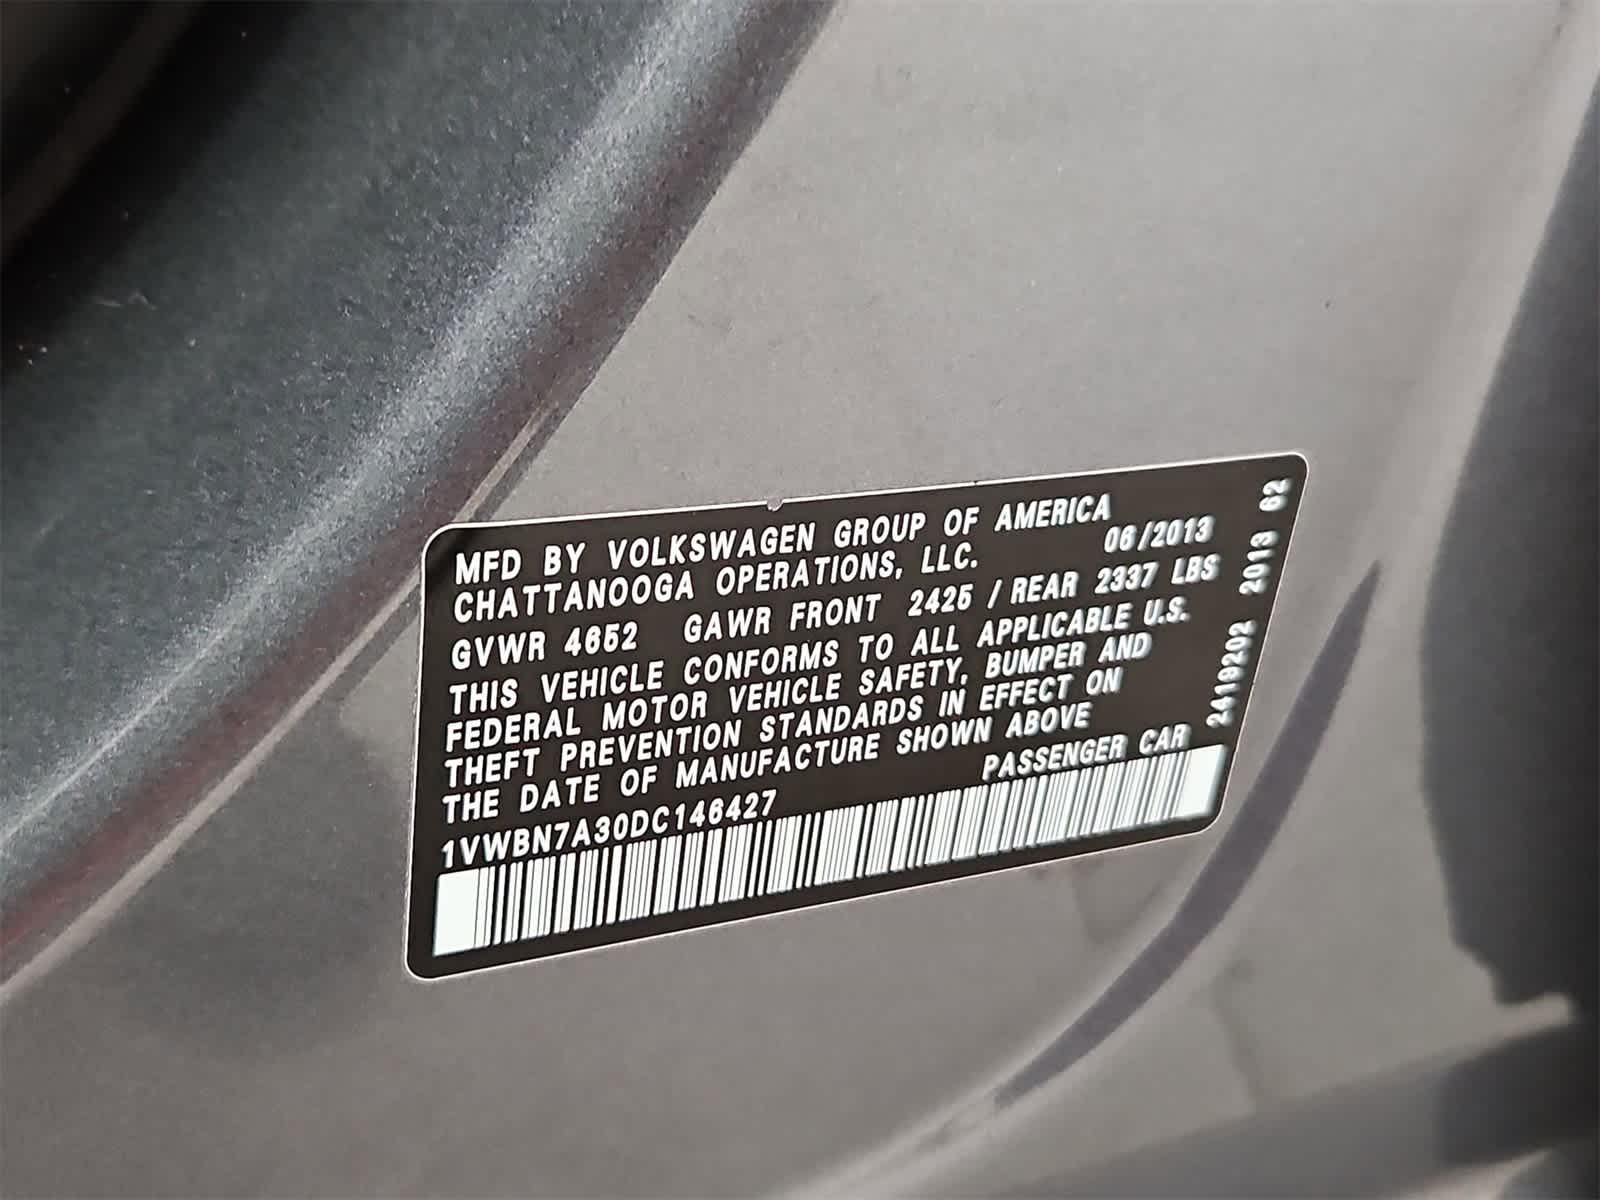 MFD BY VOLKSWAGEN GROUP OF AMERICA
CHATTANOOGA OPERATIONS, LLC. 06/2013
GVWR 4652 GAWR FRONT 2425 / REAR 2337 LBS
THIS VEHICLE CONFORMS TO ALL APPLICABLE U.S.
FEDERAL MOTOR VEHICLE SAFETY, BUMPER AND
THEFT PREVENTION STANDARDS IN EFFECT ON
THE DATE OF MANUFACTURE SHOWN ABOVE
1VWBN7A30DC146427 PASSENGER CAR
2419202 2013 G2